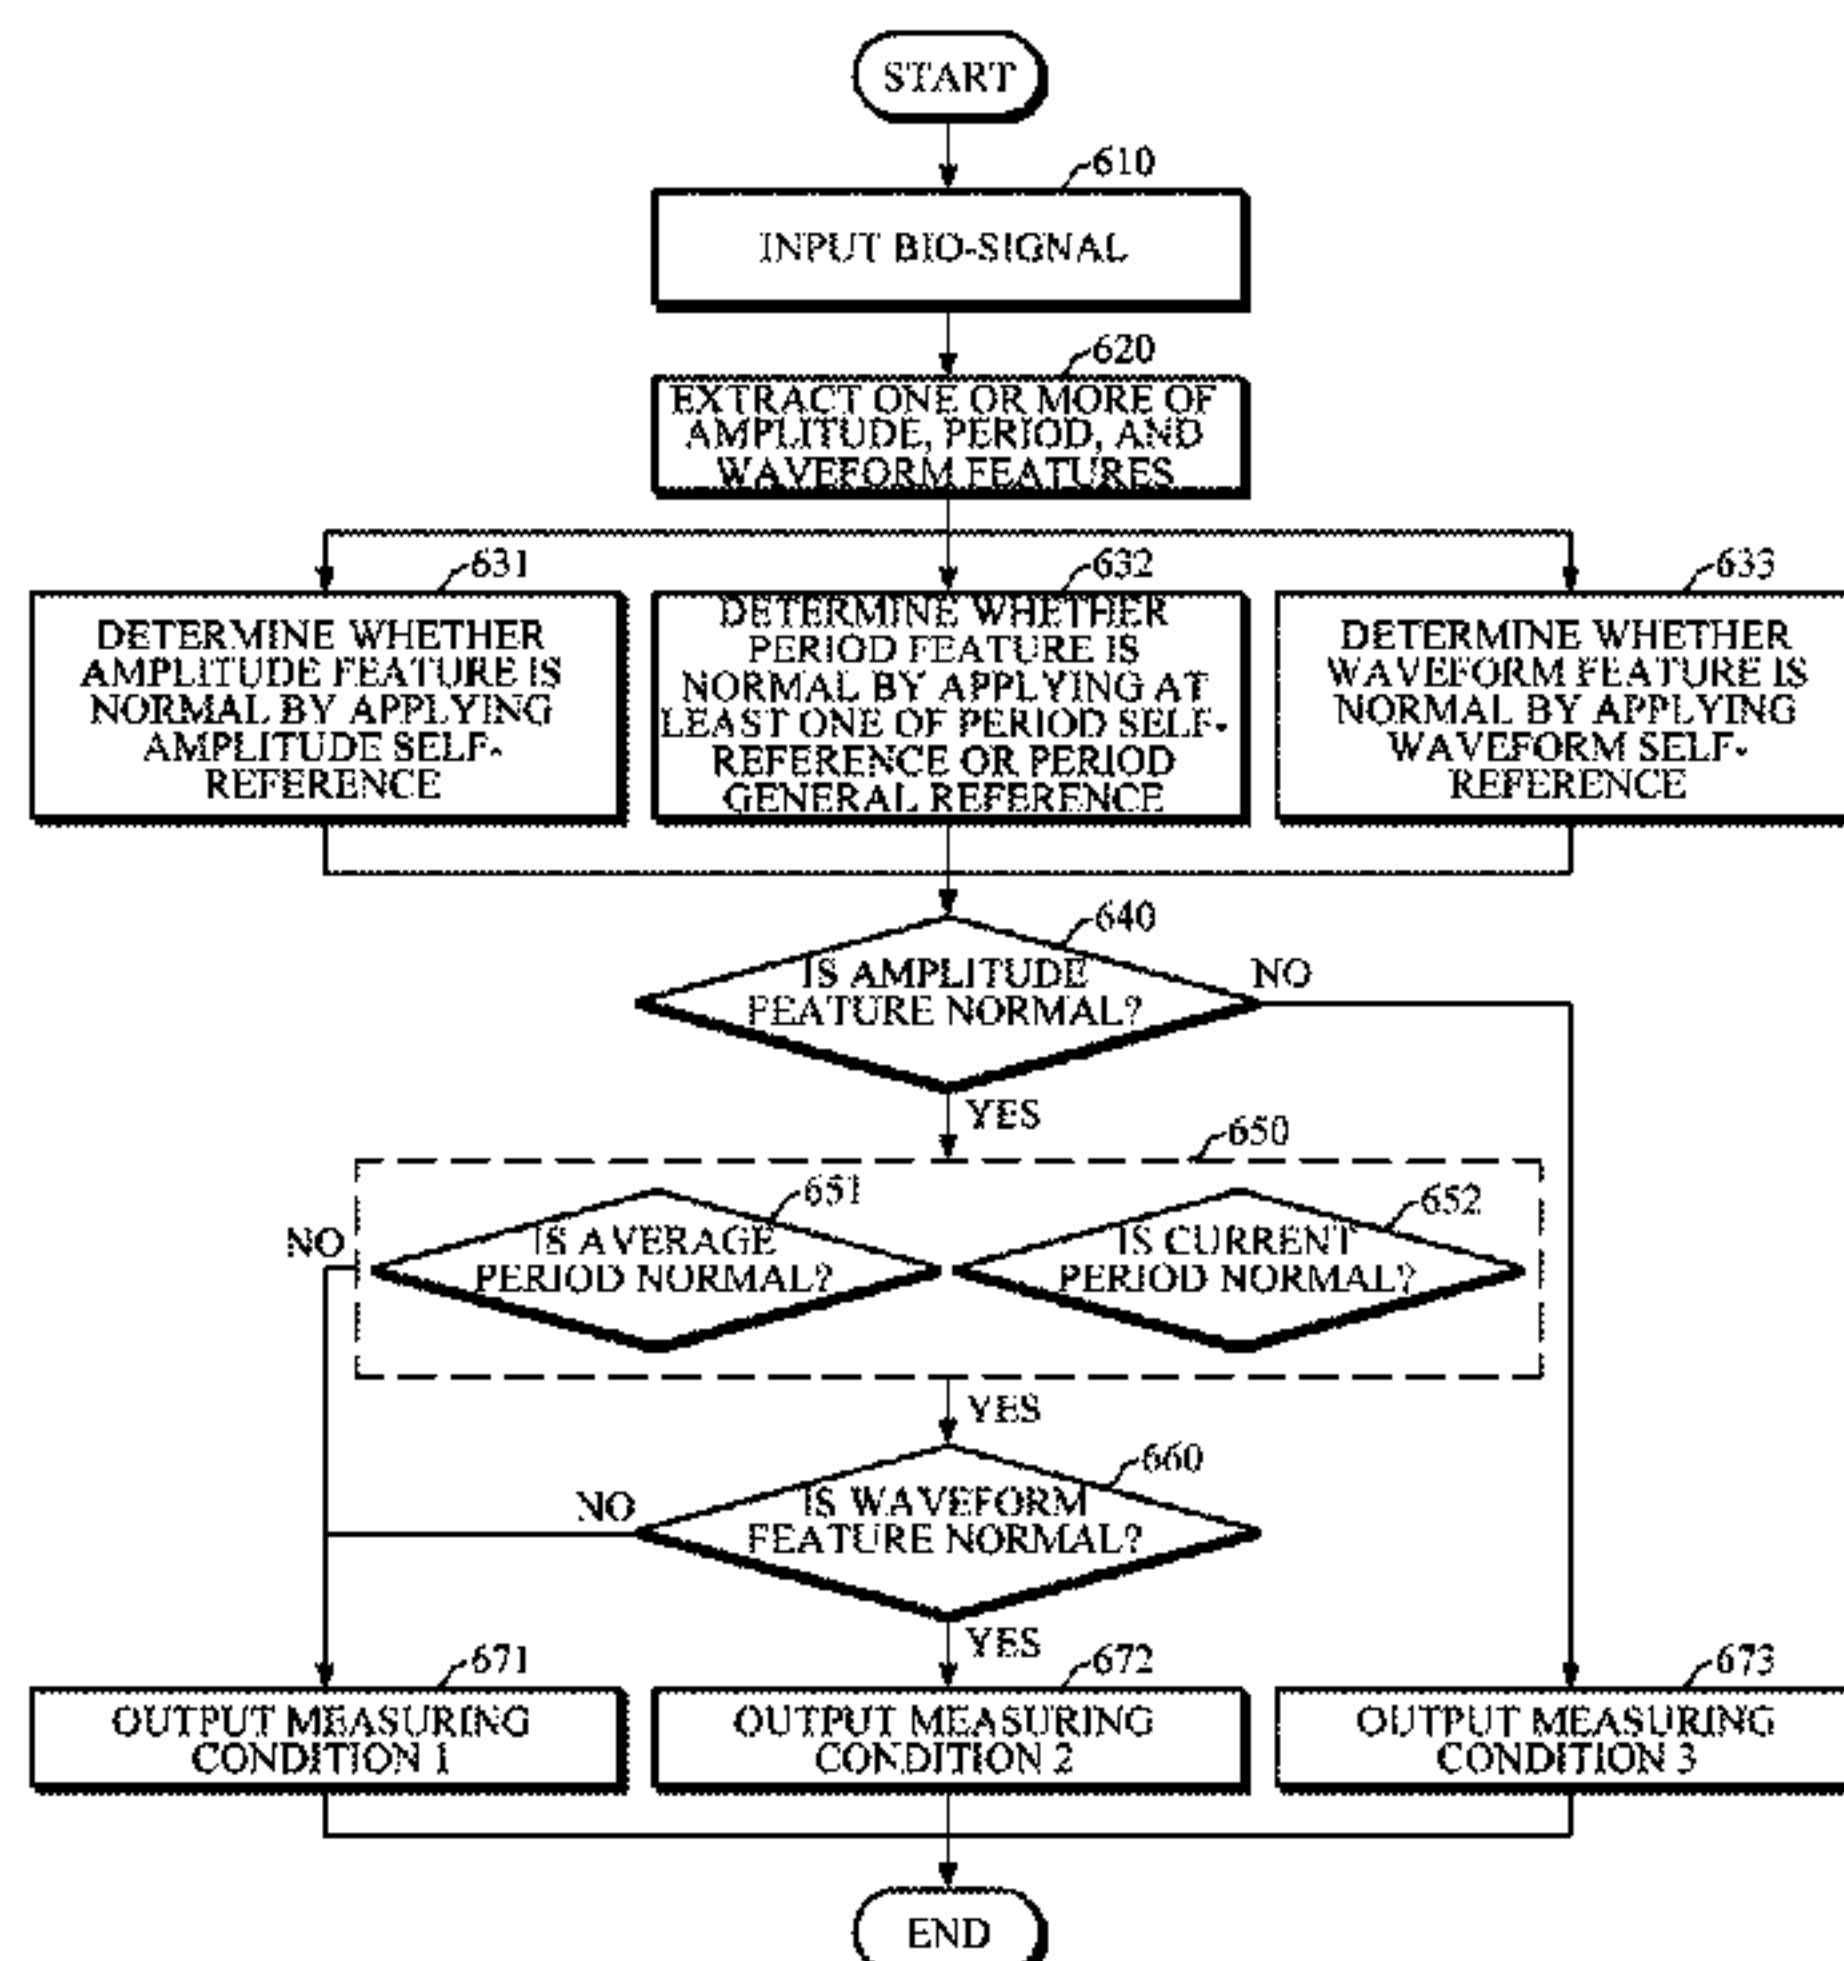 START
610
INPUT BIO-SIGNAL
620
EXTRACT ONE OR MORE OF
AMPLITUDE, PERIOD, AND
WAVEFORM FEATURES
631
DETERMINE WHETHER
AMPLITUDE FEATURE IS
NORMAL BY APPLYING
AMPLITUDE SELF-
REFERENCE
632
DETERMINE WHETHER
PERIOD FEATURE IS
NORMAL BY APPLYING AT
LEAST ONE OF PERIOD SELF-
REFERENCE OR PERIOD
GENERAL REFERENCE
633
DETERMINE WHETHER
WAVEFORM FEATURE IS
NORMAL BY APPLYING
WAVEFORM SELF-
REFERENCE
640
IS AMPLITUDE
FEATURE NORMAL?
NO
YES
650
651
IS AVERAGE
PERIOD NORMAL?
NO
652
IS CURRENT
PERIOD NORMAL?
YES
660
IS WAVEFORM
FEATURE NORMAL?
NO
YES
671
OUTPUT MEASURING
CONDITION 1
672
OUTPUT MEASURING
CONDITION 2
673
OUTPUT MEASURING
CONDITION 3
END